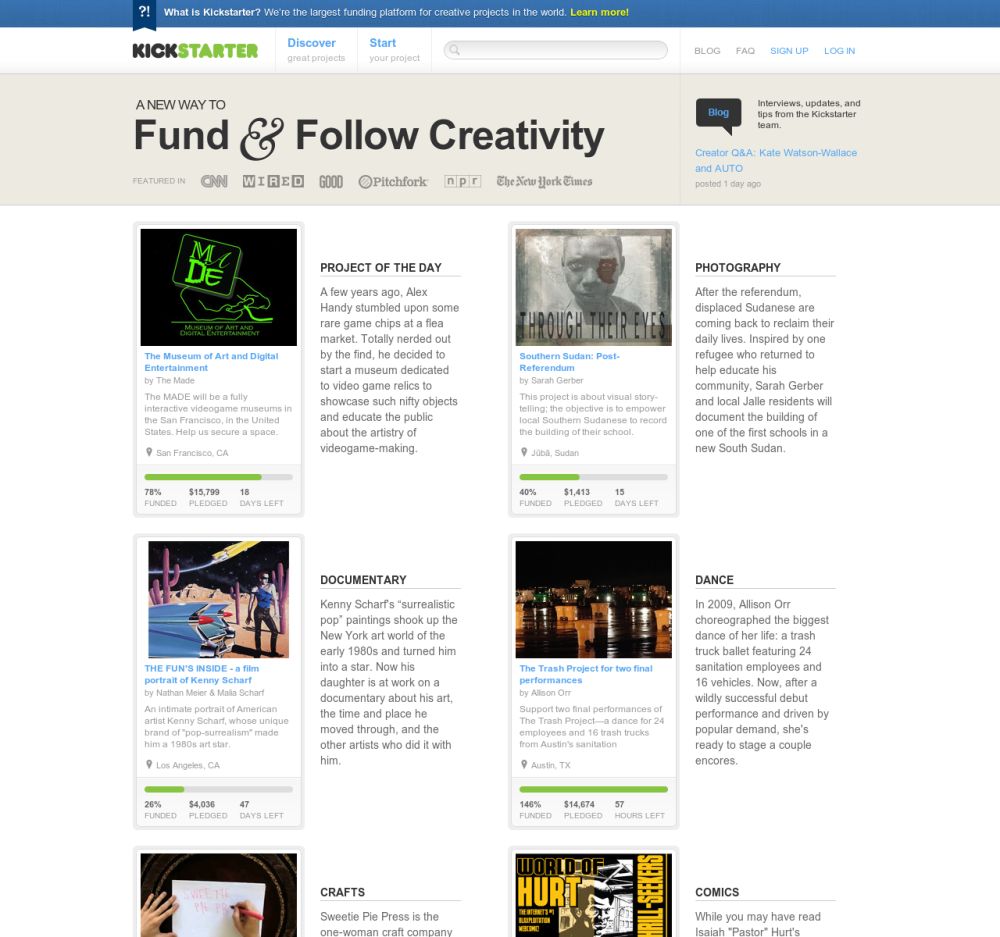 ?! What is Kickstarter? We're the largest funding platform for creative projects in the world. Learn more!
KICKSTARTER
Discover
great projects
Start
your project
BLOG FAQ SIGN UP LOG IN
A NEW WAY TO
Fund & Follow Creativity
FEATURED IN CNN WIRED GOOD Pitchfork npr The New York Times
Blog
Interviews, updates, and
tips from the Kickstarter
team.
Creator Q&A: Kate Watson-Wallace
and AUTO
posted 1 day ago
MADE
MUSEUM OF ART AND
DIGITAL ENTERTAINMENT
The Museum of Art and Digital
Entertainment
by The Made
The MADE will be a fully
interactive videogame museums in
the San Francisco, in the United
States. Help us secure a space.
San Francisco, CA
78% $15,799 18
FUNDED PLEDGED DAYS LEFT
PROJECT OF THE DAY
A few years ago, Alex
Handy stumbled upon some
rare game chips at a flea
market. Totally nerded out
by the find, he decided to
start a museum dedicated
to video game relics to
showcase such nifty objects
and educate the public
about the artistry of
videogame-making.
THROUGH THEIR EYES
Southern Sudan: Post-
Referendum
by Sarah Gerber
This project is about visual story-
telling; the objective is to empower
local Southern Sudanese to record
the building of their school.
Jūbā, Sudan
40% $1,413 15
FUNDED PLEDGED DAYS LEFT
PHOTOGRAPHY
After the referendum,
displaced Sudanese are
coming back to reclaim their
daily lives. Inspired by one
refugee who returned to
help educate his
community, Sarah Gerber
and local Jalle residents will
document the building of
one of the first schools in a
new South Sudan.
THE FUN'S INSIDE - a film
portrait of Kenny Scharf
by Nathan Meier & Malia Scharf
An intimate portrait of American
artist Kenny Scharf, whose unique
brand of "pop-surrealism" made
him a 1980s art star.
Los Angeles, CA
26% $4,036 47
FUNDED PLEDGED DAYS LEFT
DOCUMENTARY
Kenny Scharf's “surrealistic
pop” paintings shook up the
New York art world of the
early 1980s and turned him
into a star. Now his
daughter is at work on a
documentary about his art,
the time and place he
moved through, and the
other artists who did it with
him.
The Trash Project for two final
performances
by Allison Orr
Support two final performances of
The Trash Project—a dance for 24
employees and 16 trash trucks
from Austin's sanitation
Austin, TX
146% $14,674 57
FUNDED PLEDGED HOURS LEFT
DANCE
In 2009, Allison Orr
choreographed the biggest
dance of her life: a trash
truck ballet featuring 24
sanitation employees and
16 vehicles. Now, after a
wildly successful debut
performance and driven by
popular demand, she's
ready to stage a couple
encores.
SWEETIE
PIE PR
CRAFTS
Sweetie Pie Press is the
one-woman craft company
WORLD OF
HURT
THE INTERNET'S #1
BLAXPLOITATION
WEBCOMIC!
THRILL-SEEKERS
COMICS
While you may have read
Isaiah "Pastor" Hurt's